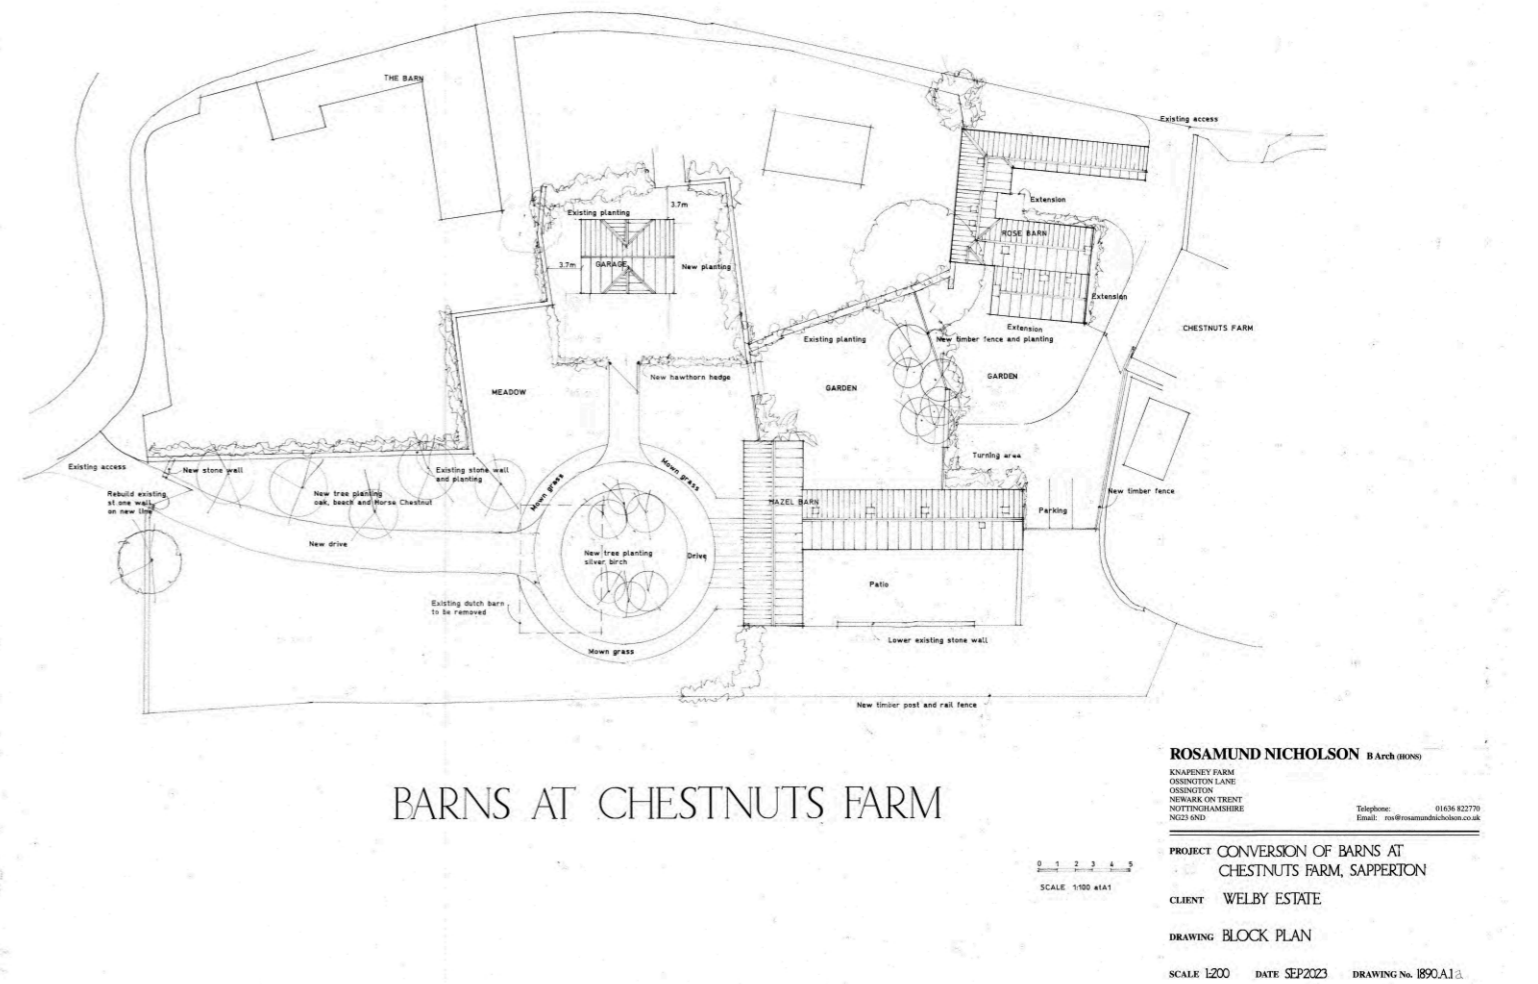 THE BARN
Existing access
3.7m
Existing planting
Extension
ROSE BARN
3.7m
GARAGE
New planting
Extension
Extension
CHESTNUTS FARM
Existing planting
New timber fence and planting
New hawthorn hedge
GARDEN
GARDEN
MEADOW
Turning area
Existing access
New stone wall
Existing stone wall
and planting
Mown grass
Mown grass
Rebuild existing
stone wall
on new line
New tree planting
oak, beech and Horse Chestnut
HAZEL BARN
New timber fence
Parking
New drive
New tree planting
silver birch
Drive
Patio
Existing dutch barn
to be removed
Lower existing stone wall
Mown grass
New timber post and rail fence
BARNS AT CHESTNUTS FARM
ROSAMUND NICHOLSON B Arch (HONS)
KNAPENEY FARM
OSSINGTON LANE
OSSINGTON
NEWARK ON TRENT
NOTTINGHAMSHIRE
NG23 6ND
Telephone: 01636 822770
Email: ros@rosamundnicholson.co.uk
PROJECT CONVERSION OF BARNS AT
CHESTNUTS FARM, SAPPERTON
CLIENT WELBY ESTATE
DRAWING BLOCK PLAN
SCALE 1:200 DATE SEP 2023 DRAWING No. 1890.A.1a
0 1 2 3 4 5
SCALE 1:100 at A1